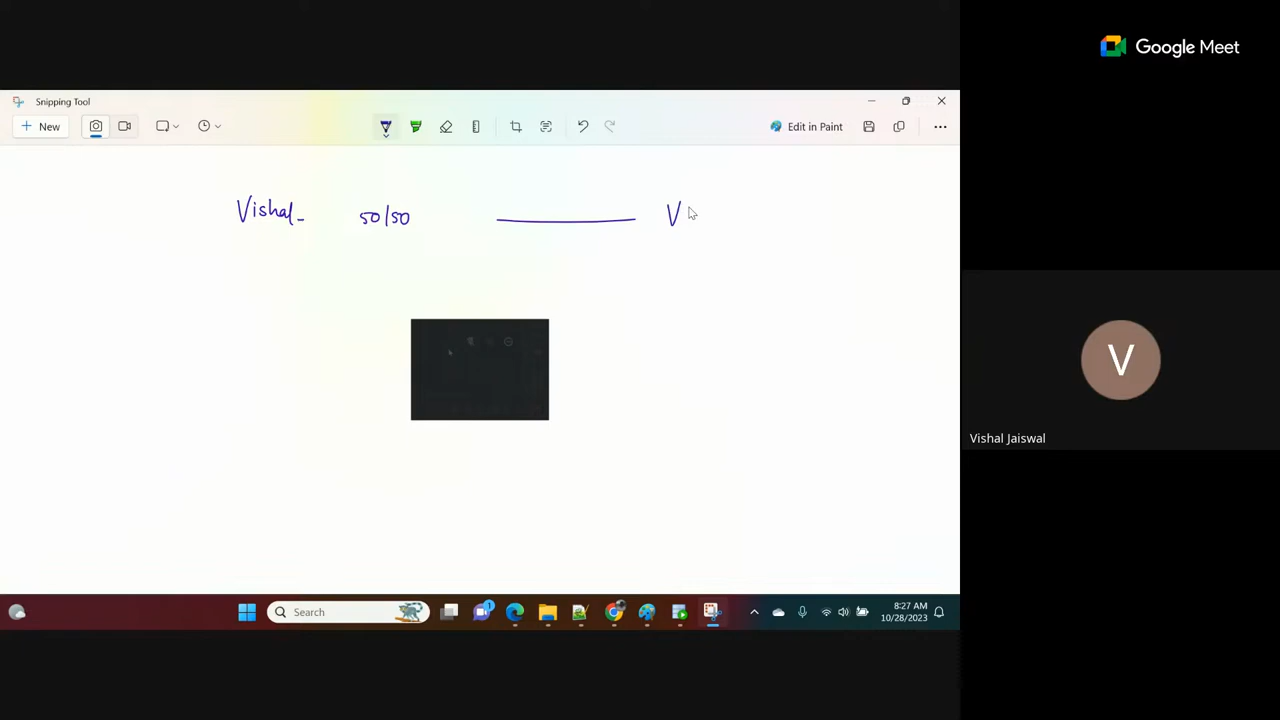 Google Meet
Snipping Tool
New
Edit in Paint
Vishal - 50/50 V
V
Vishal Jaiswal
Search
1
8:27 AM
10/28/2023